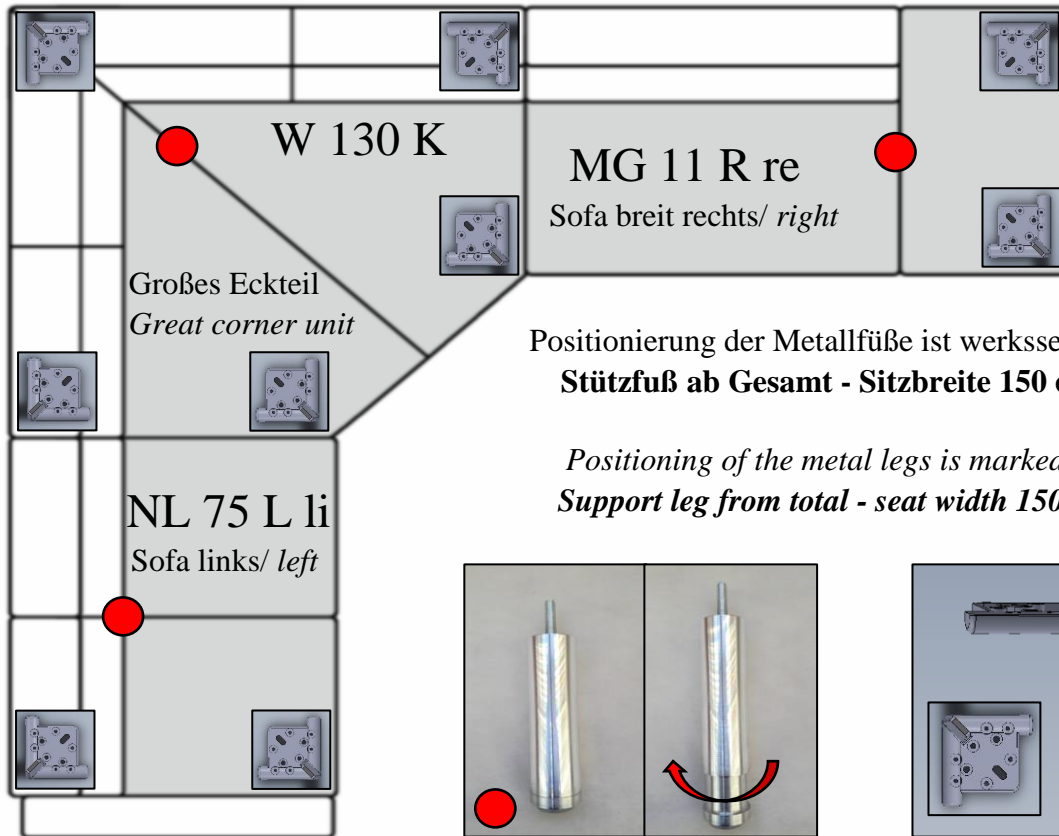 W 130 K
MG 11 R re
Sofa breit rechts/ right
Großes Eckteil
Great corner unit
Positionierung der Metallfüße ist
Stützfuß ab Gesamt - Sitzbreite 150
Positioning of the metal legs is marked
Support leg from total - seat width 150
NL 75 L li
Sofa links/ left